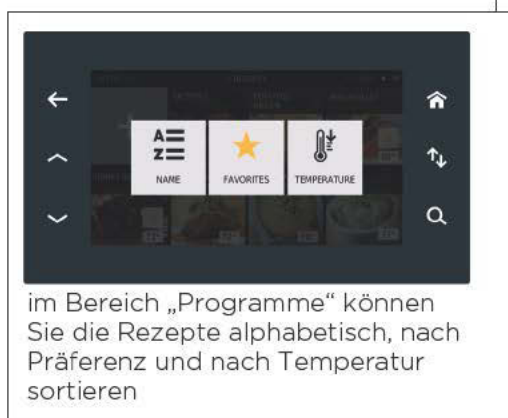 NAME
FAVORITES
TEMPERATURE
im Bereich „Programme“ können
Sie die Rezepte alphabetisch, nach
Präferenz und nach Temperatur
sortieren